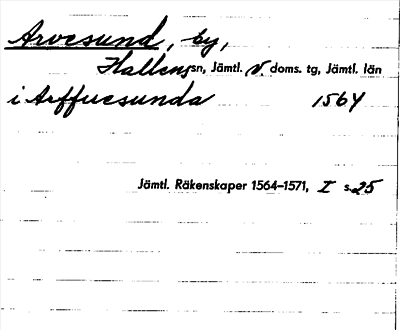 Arvesund, by,
Hallens sn, Jämtl. v. doms. tg, Jämtl. län
i Arffuesunda 1564
Jämtl. Räkenskaper 1564–1571, I s. 25